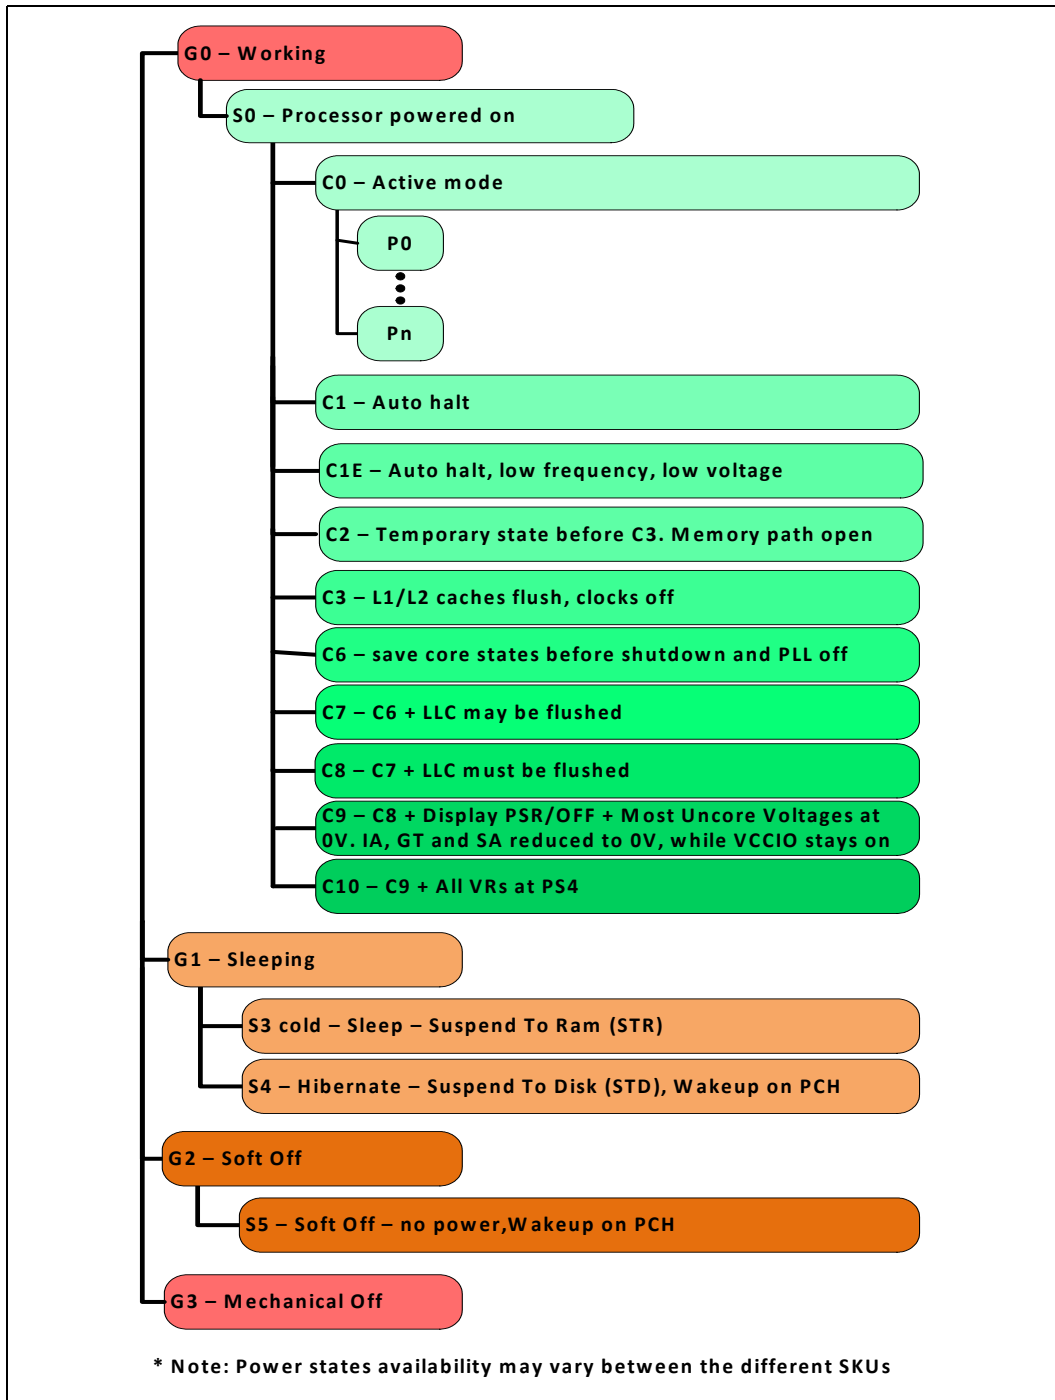 G0 – Working
S0 – Processor powered on
C0 – Active mode
P0
Pn
C1 – Auto halt
C1E – Auto halt, low frequency, low voltage
C2 – Temporary state before C3. Memory path open
C3 – L1/L2 caches flush, clocks off
C6 – save core states before shutdown and PLL off
C7 – C6 + LLC may be flushed
C8 – C7 + LLC must be flushed
C9 – C8 + Display PSR/OFF + Most Uncore Voltages at
0V. IA, GT and SA reduced to 0V, while VCCIO stays on
C10 – C9 + All VRs at PS4
G1 – Sleeping
S3 cold – Sleep – Suspend To Ram (STR)
S4 – Hibernate – Suspend To Disk (STD), Wakeup on PCH
G2 – Soft Off
S5 – Soft Off – no power,Wakeup on PCH
G3 – Mechanical Off
* Note: Power states availability may vary between the different SKUs